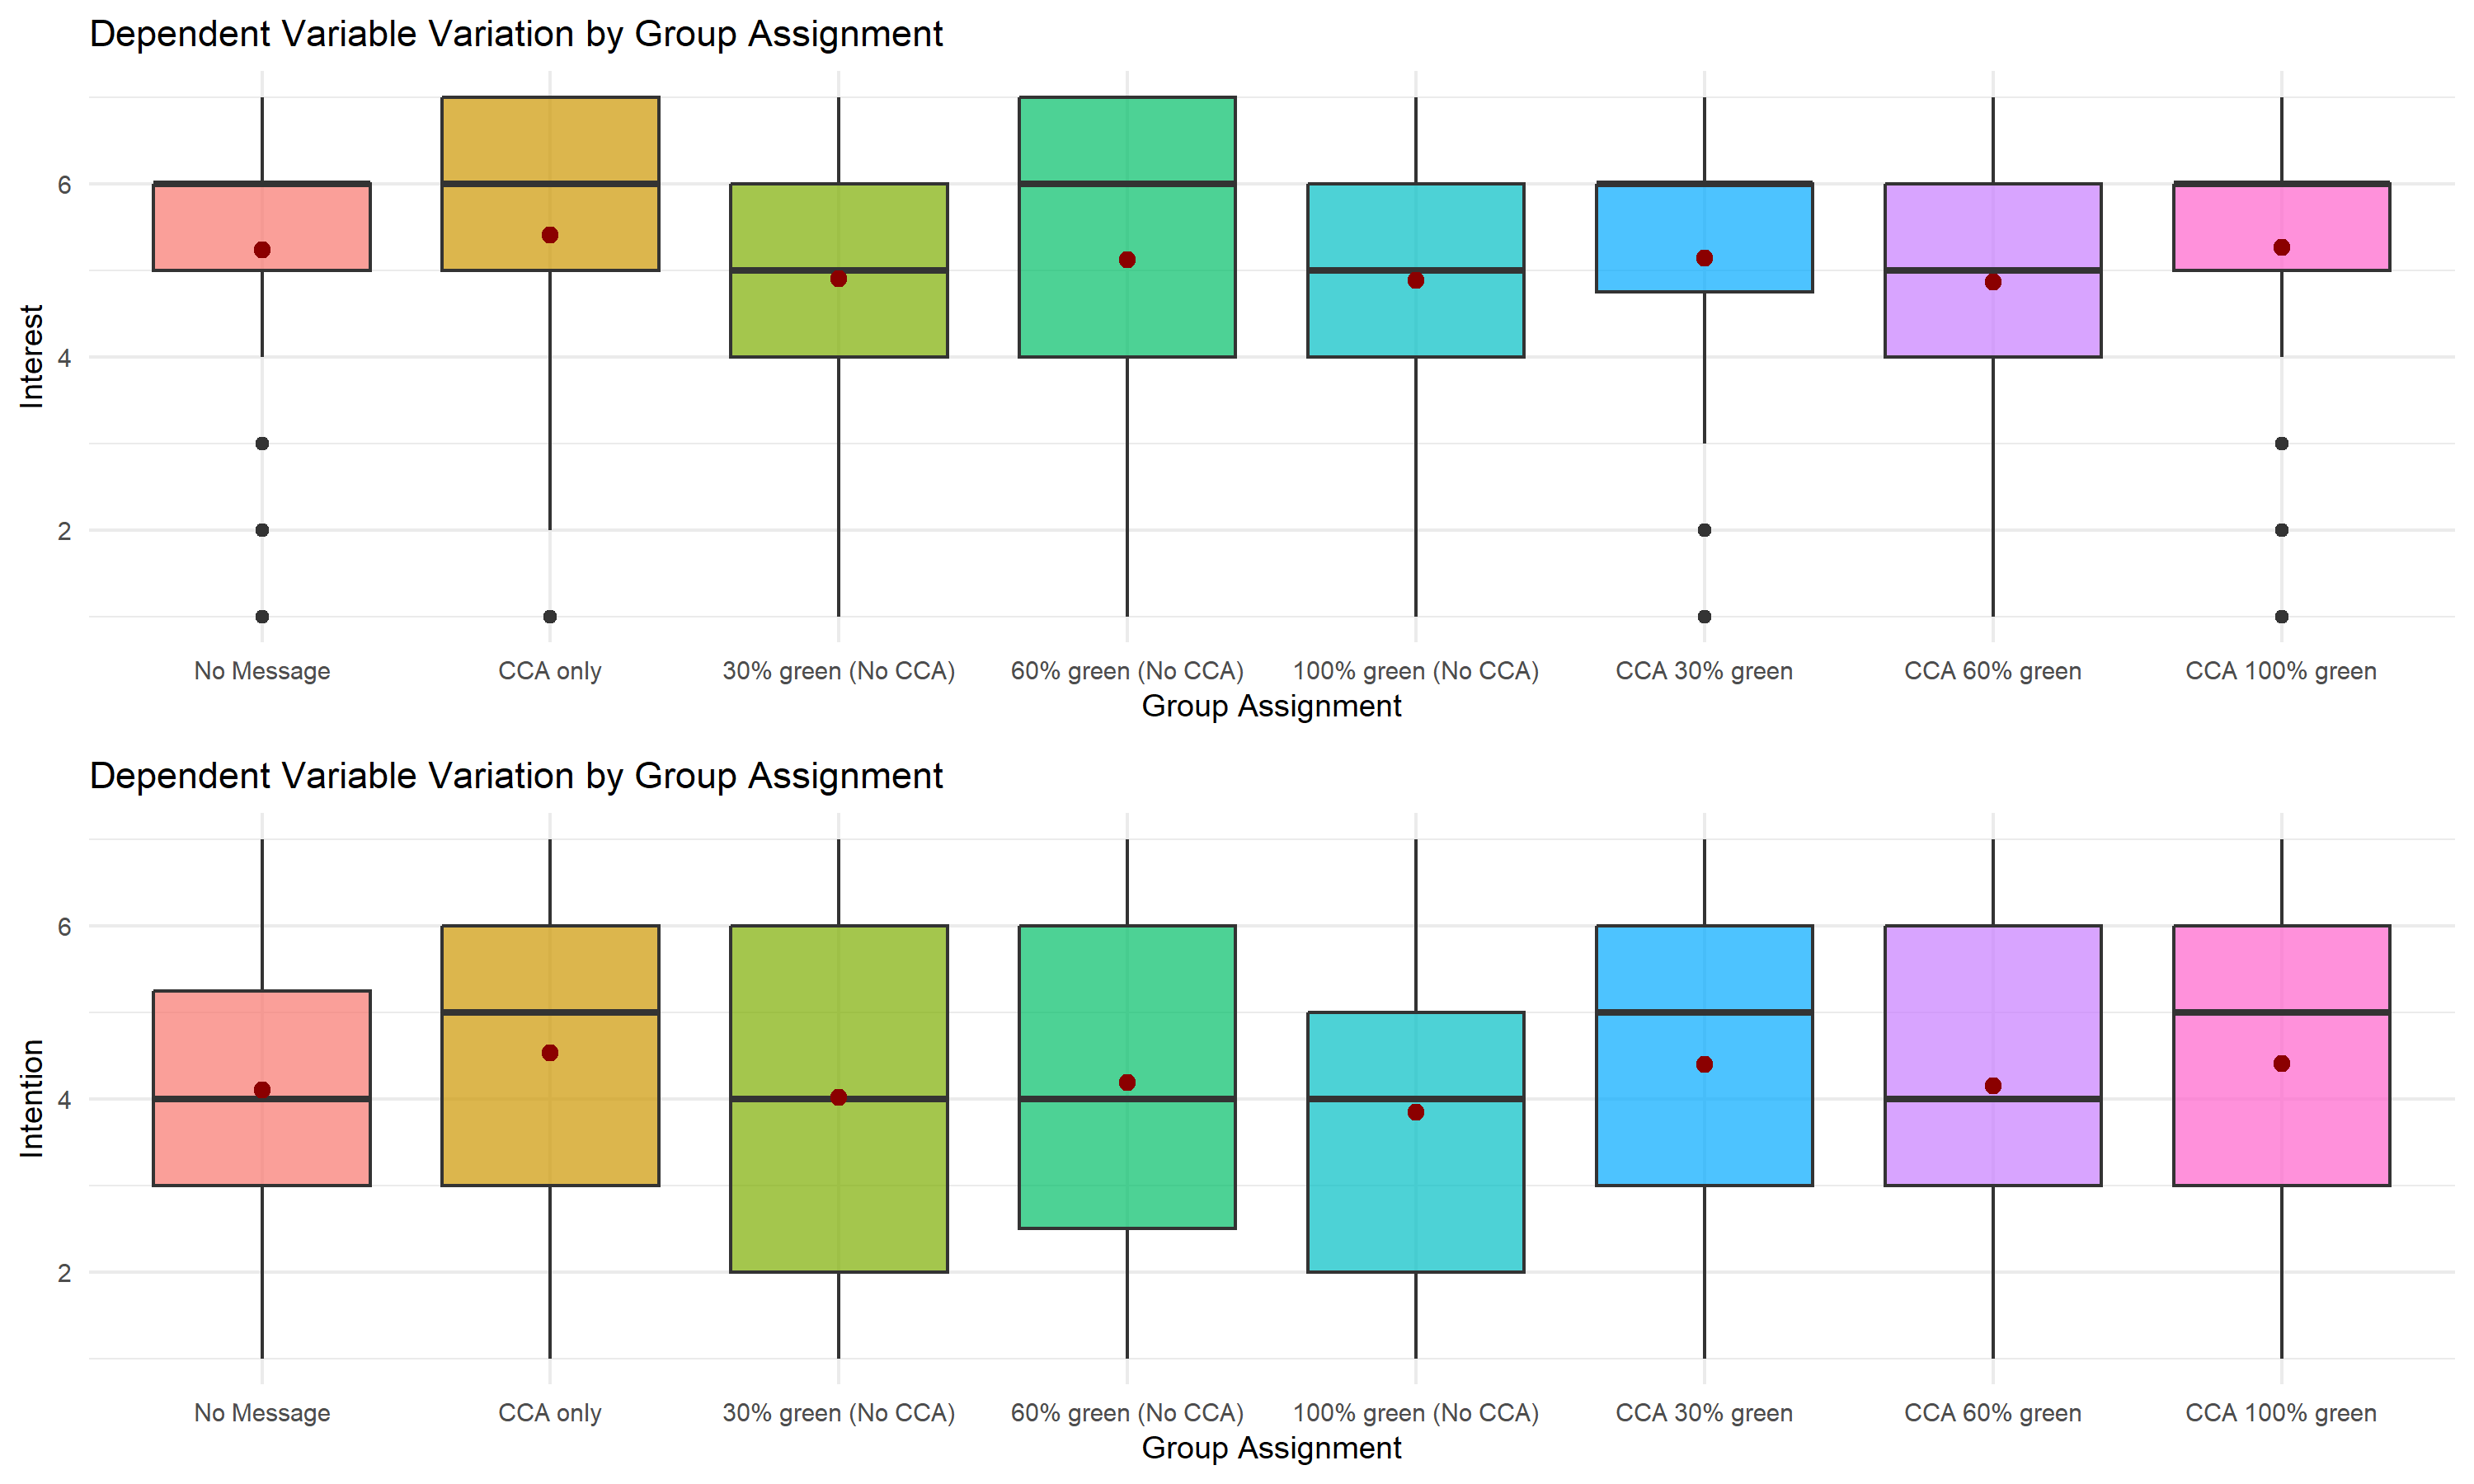 Dependent Variable Variation by Group Assignment
Interest
6
4
2
No Message
CCA only
30% green (No CCA)
60% green (No CCA)
100% green (No CCA)
CCA 30% green
CCA 60% green
CCA 100% green
Group Assignment
Dependent Variable Variation by Group Assignment
Intention
6
4
2
No Message
CCA only
30% green (No CCA)
60% green (No CCA)
100% green (No CCA)
CCA 30% green
CCA 60% green
CCA 100% green
Group Assignment